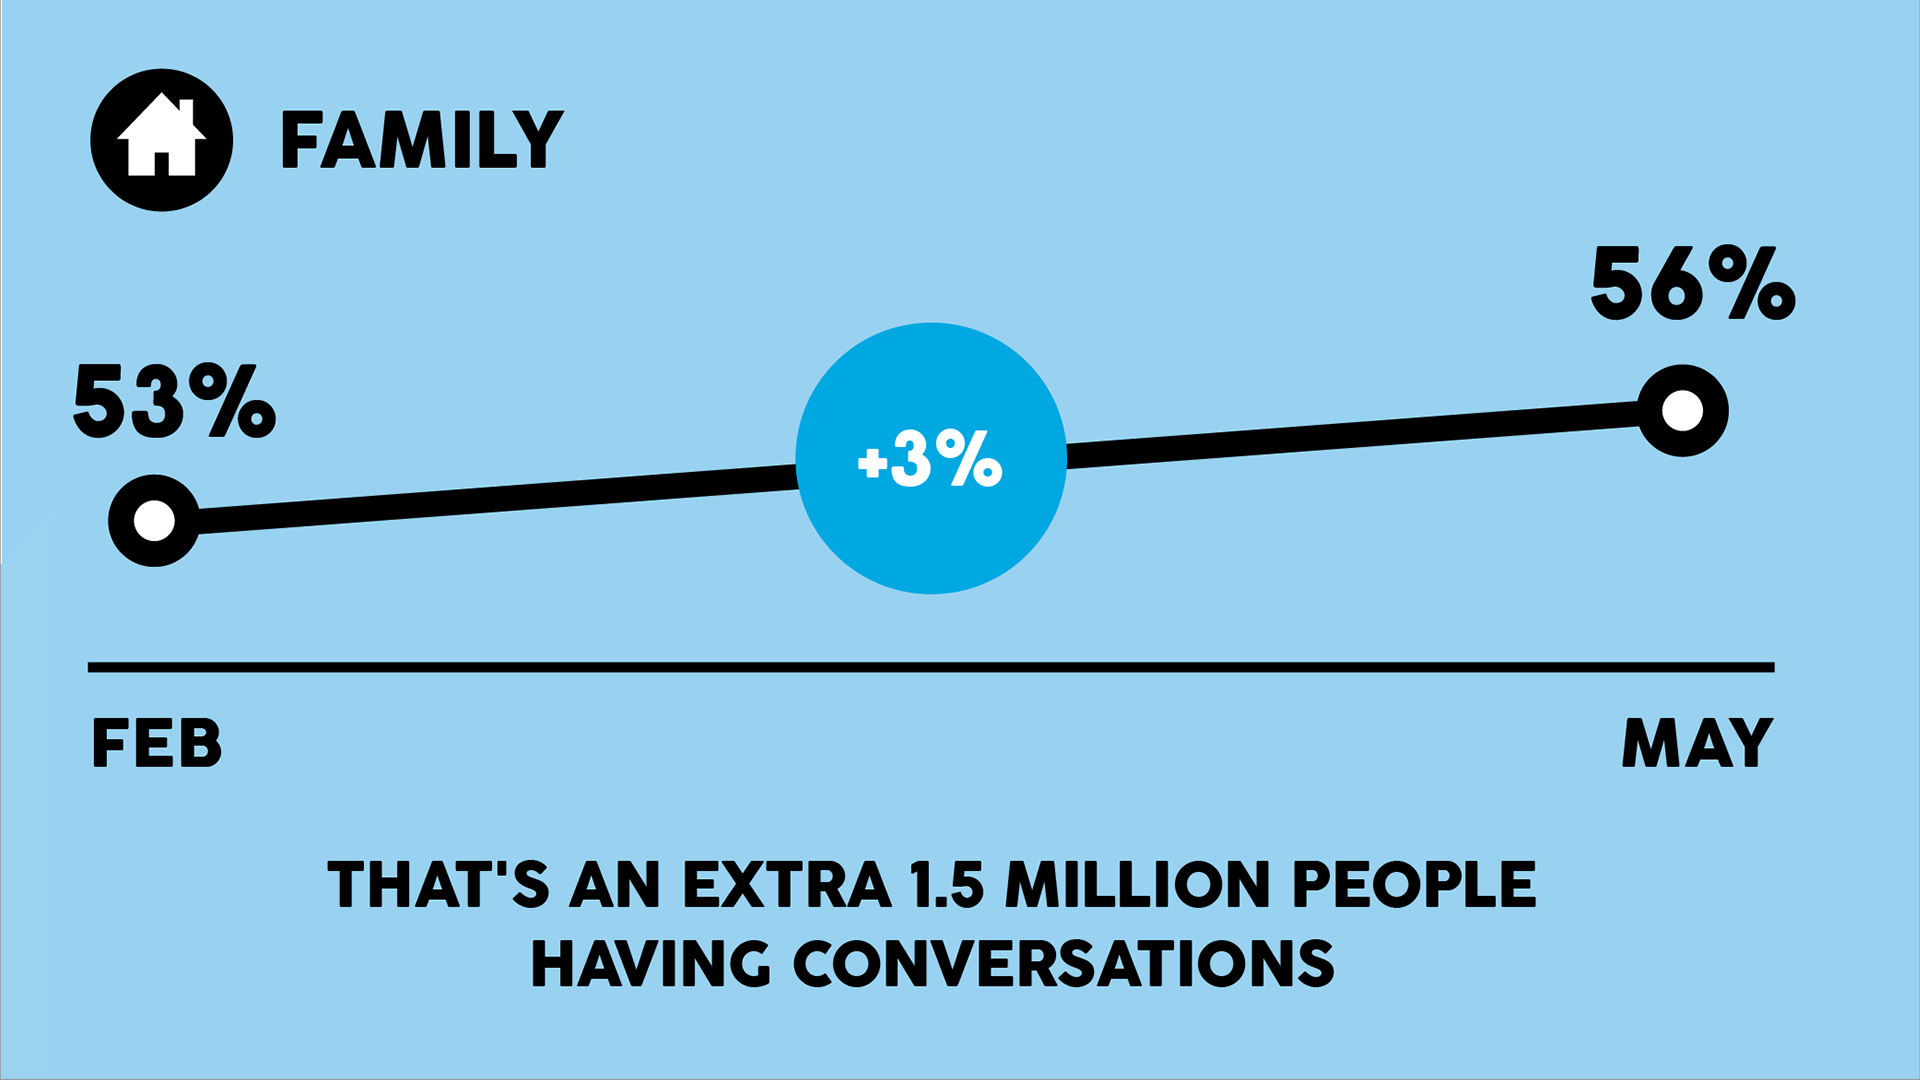 FAMILY
56%
53%
+3%
FEB
MAY
THAT'S AN EXTRA 1.5 MILLION PEOPLE
HAVING CONVERSATIONS